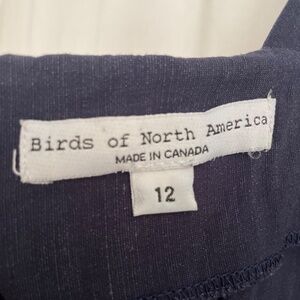 Birds of North America
MADE IN CANADA
12